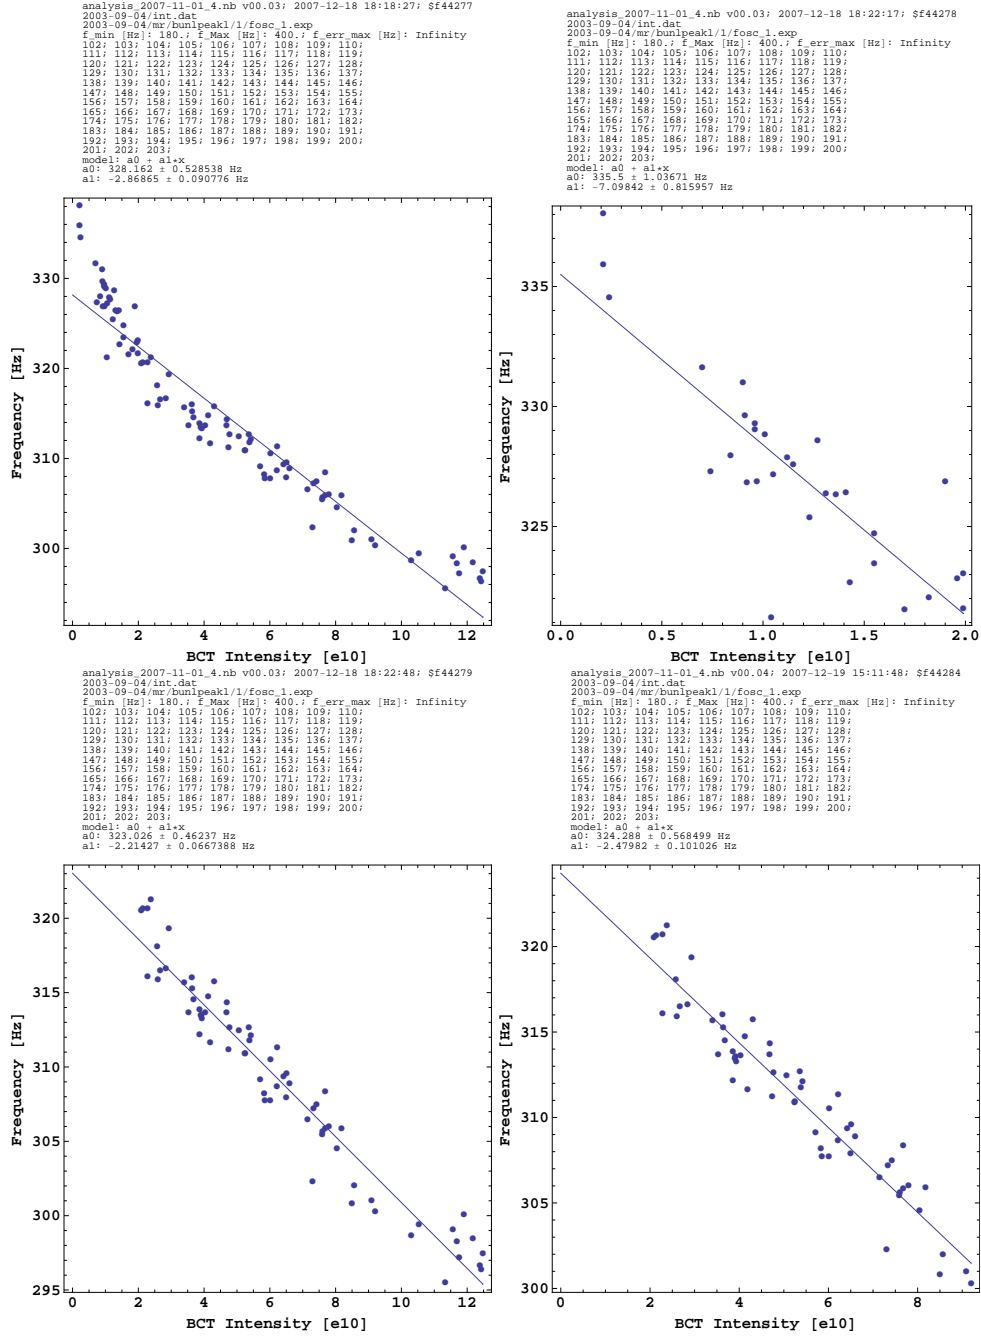 analysis_2007-11-01_4.nb v00.03; 2007-12-18 18:18:27; $f44277
2003-09-04/int.dat
2003-09-04/mr/bunlpeakl/1/fosc_1.exp
f_min [Hz]: 180.; f_Max [Hz]: 400.; f_err_max [Hz]: Infinity
102; 103; 104; 105; 106; 107; 108; 109; 110;
111; 112; 113; 114; 115; 116; 117; 118; 119;
120; 121; 122; 123; 124; 125; 126; 127; 128;
129; 130; 131; 132; 133; 134; 135; 136; 137;
138; 139; 140; 141; 142; 143; 144; 145; 146;
147; 148; 149; 150; 151; 152; 153; 154; 155;
156; 157; 158; 159; 160; 161; 162; 163; 164;
165; 166; 167; 168; 169; 170; 171; 172; 173;
174; 175; 176; 177; 178; 179; 180; 181; 182;
183; 184; 185; 186; 187; 188; 189; 190; 191;
192; 193; 194; 195; 196; 197; 198; 199; 200;
201; 202; 203;
model: a0 + a1*x
a0: 328.162 ± 0.528538 Hz
a1: -2.86865 ± 0.090776 Hz
Frequency [Hz]
330
320
310
300
0 2 4 6 8 10 12
BCT Intensity [e10]
analysis_2007-11-01_4.nb v00.03; 2007-12-18 18:22:17; $f44278
2003-09-04/int.dat
2003-09-04/mr/bunlpeakl/1/fosc_1.exp
f_min [Hz]: 180.; f_Max [Hz]: 400.; f_err_max [Hz]: Infinity
102; 103; 104; 105; 106; 107; 108; 109; 110;
111; 112; 113; 114; 115; 116; 117; 118; 119;
120; 121; 122; 123; 124; 125; 126; 127; 128;
129; 130; 131; 132; 133; 134; 135; 136; 137;
138; 139; 140; 141; 142; 143; 144; 145; 146;
147; 148; 149; 150; 151; 152; 153; 154; 155;
156; 157; 158; 159; 160; 161; 162; 163; 164;
165; 166; 167; 168; 169; 170; 171; 172; 173;
174; 175; 176; 177; 178; 179; 180; 181; 182;
183; 184; 185; 186; 187; 188; 189; 190; 191;
192; 193; 194; 195; 196; 197; 198; 199; 200;
201; 202; 203;
model: a0 + a1*x
a0: 335.5 ± 1.03671 Hz
a1: -7.09842 ± 0.815957 Hz
Frequency [Hz]
335
330
325
0.0 0.5 1.0 1.5 2.0
BCT Intensity [e10]
analysis_2007-11-01_4.nb v00.03; 2007-12-18 18:22:48; $f44279
2003-09-04/int.dat
2003-09-04/mr/bunlpeakl/1/fosc_1.exp
f_min [Hz]: 180.; f_Max [Hz]: 400.; f_err_max [Hz]: Infinity
102; 103; 104; 105; 106; 107; 108; 109; 110;
111; 112; 113; 114; 115; 116; 117; 118; 119;
120; 121; 122; 123; 124; 125; 126; 127; 128;
129; 130; 131; 132; 133; 134; 135; 136; 137;
138; 139; 140; 141; 142; 143; 144; 145; 146;
147; 148; 149; 150; 151; 152; 153; 154; 155;
156; 157; 158; 159; 160; 161; 162; 163; 164;
165; 166; 167; 168; 169; 170; 171; 172; 173;
174; 175; 176; 177; 178; 179; 180; 181; 182;
183; 184; 185; 186; 187; 188; 189; 190; 191;
192; 193; 194; 195; 196; 197; 198; 199; 200;
201; 202; 203;
model: a0 + a1*x
a0: 323.026 ± 0.46237 Hz
a1: -2.21427 ± 0.0667388 Hz
Frequency [Hz]
320
315
310
305
300
295
0 2 4 6 8 10 12
BCT Intensity [e10]
analysis_2007-11-01_4.nb v00.04; 2007-12-19 15:11:48; $f44284
2003-09-04/int.dat
2003-09-04/mr/bunlpeakl/1/fosc_1.exp
f_min [Hz]: 180.; f_Max [Hz]: 400.; f_err_max [Hz]: Infinity
102; 103; 104; 105; 106; 107; 108; 109; 110;
111; 112; 113; 114; 115; 116; 117; 118; 119;
120; 121; 122; 123; 124; 125; 126; 127; 128;
129; 130; 131; 132; 133; 134; 135; 136; 137;
138; 139; 140; 141; 142; 143; 144; 145; 146;
147; 148; 149; 150; 151; 152; 153; 154; 155;
156; 157; 158; 159; 160; 161; 162; 163; 164;
165; 166; 167; 168; 169; 170; 171; 172; 173;
174; 175; 176; 177; 178; 179; 180; 181; 182;
183; 184; 185; 186; 187; 188; 189; 190; 191;
192; 193; 194; 195; 196; 197; 198; 199; 200;
201; 202; 203;
model: a0 + a1*x
a0: 324.288 ± 0.568499 Hz
a1: -2.47982 ± 0.101026 Hz
Frequency [Hz]
320
315
310
305
300
0 2 4 6 8
BCT Intensity [e10]